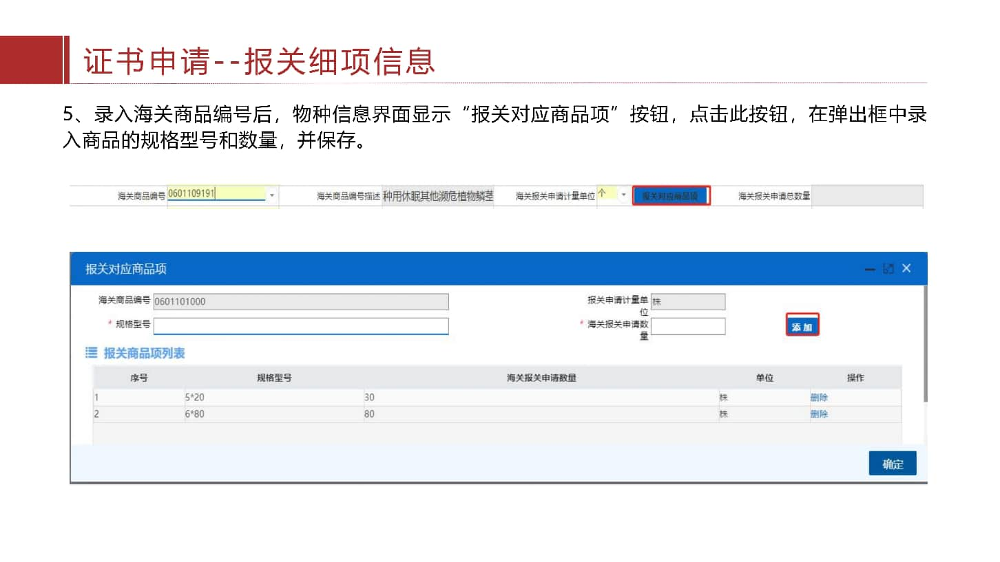 证书申请--报关细项信息
5、录入海关商品编号后，物种信息界面显示“报关对应商品项”按钮，点击此按钮，在弹出框中录
入商品的规格型号和数量，并保存。
海关商品编号 0601109191 海关商品编号描述 种用休眠其他濒危植物鳞茎 海关报关申请计量单位 个 报关对应商品项 海关报关申请总数量
报关对应商品项
海关商品编号 0601101000 报关申请计量单
位 株
* 规格型号 * 海关报关申请数
量 添加
报关商品项列表
序号 规格型号 海关报关申请数量 单位 操作
1 5*20 30 株 删除
2 6*80 80 株 删除
确定